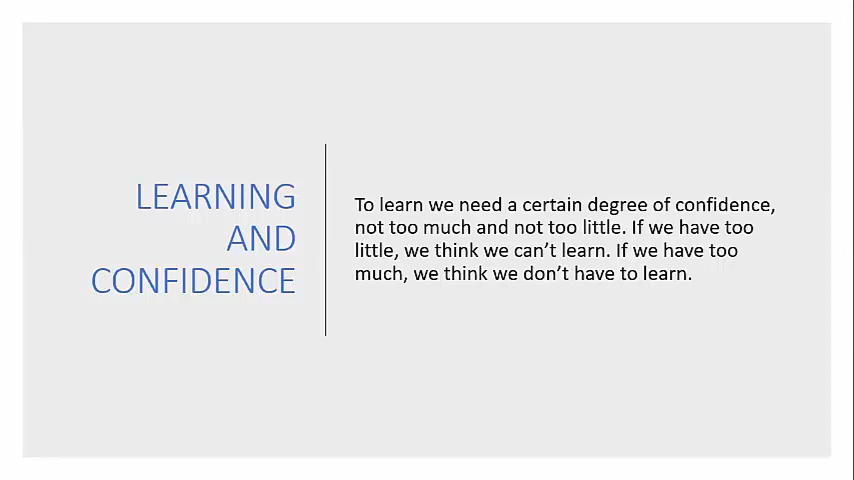 LEARNING
AND
CONFIDENCE
To learn we need a certain degree of confidence,
not too much and not too little. If we have too
little, we think we can’t learn. If we have too
much, we think we don’t have to learn.